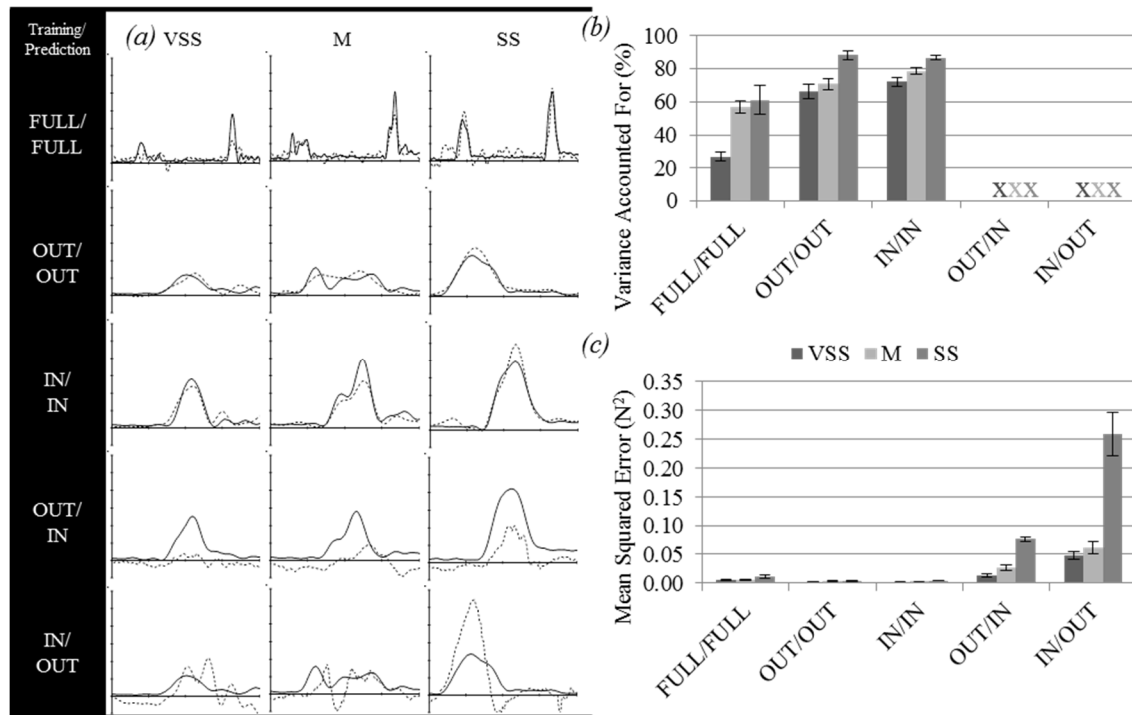 Training/
Prediction
(a)
VSS
M
SS
FULL/
FULL
OUT/
OUT
IN/
IN
OUT/
IN
IN/
OUT
(b)
Variance Accounted For (%)
100
80
60
40
20
0
X X X
X X X
FULL/FULL
OUT/OUT
IN/IN
OUT/IN
IN/OUT
(c)
VSS
M
SS
Mean Squared Error (N²)
0.35
0.30
0.25
0.20
0.15
0.10
0.05
0.00
FULL/FULL
OUT/OUT
IN/IN
OUT/IN
IN/OUT